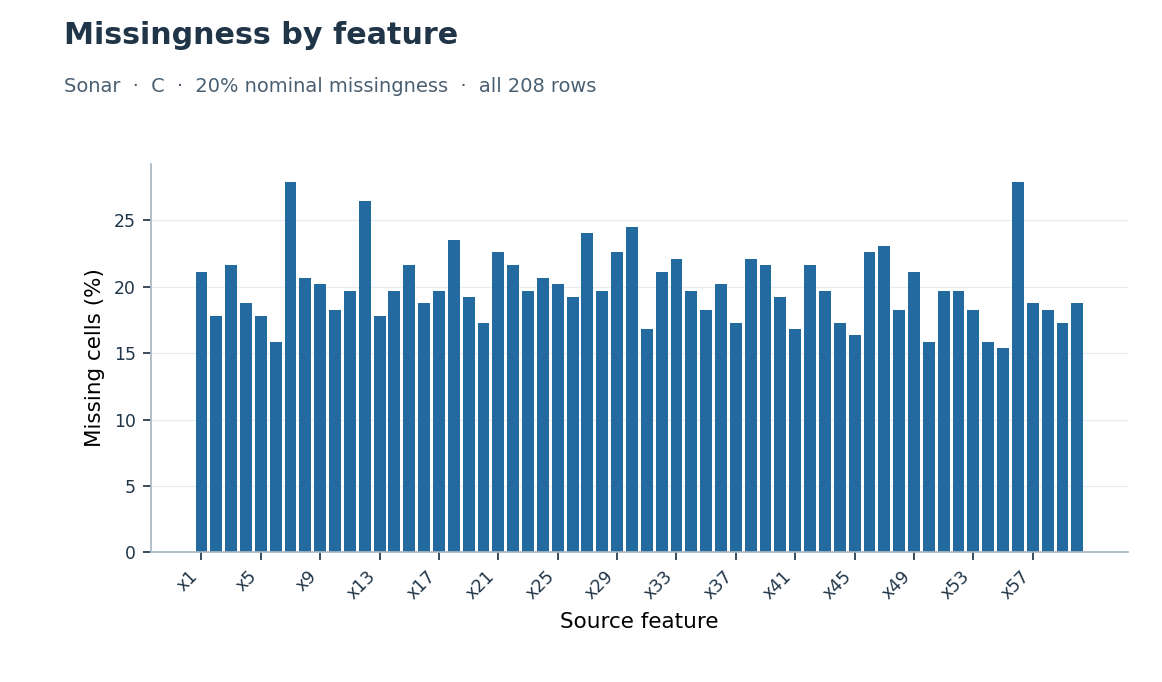 Missingness by feature
Sonar · C · 20% nominal missingness · all 208 rows
25
20
15
10
5
0
Missing cells (%)
x1 x5 x9 x13 x17 x21 x25 x29 x33 x37 x41 x45 x49 x53 x57
Source feature